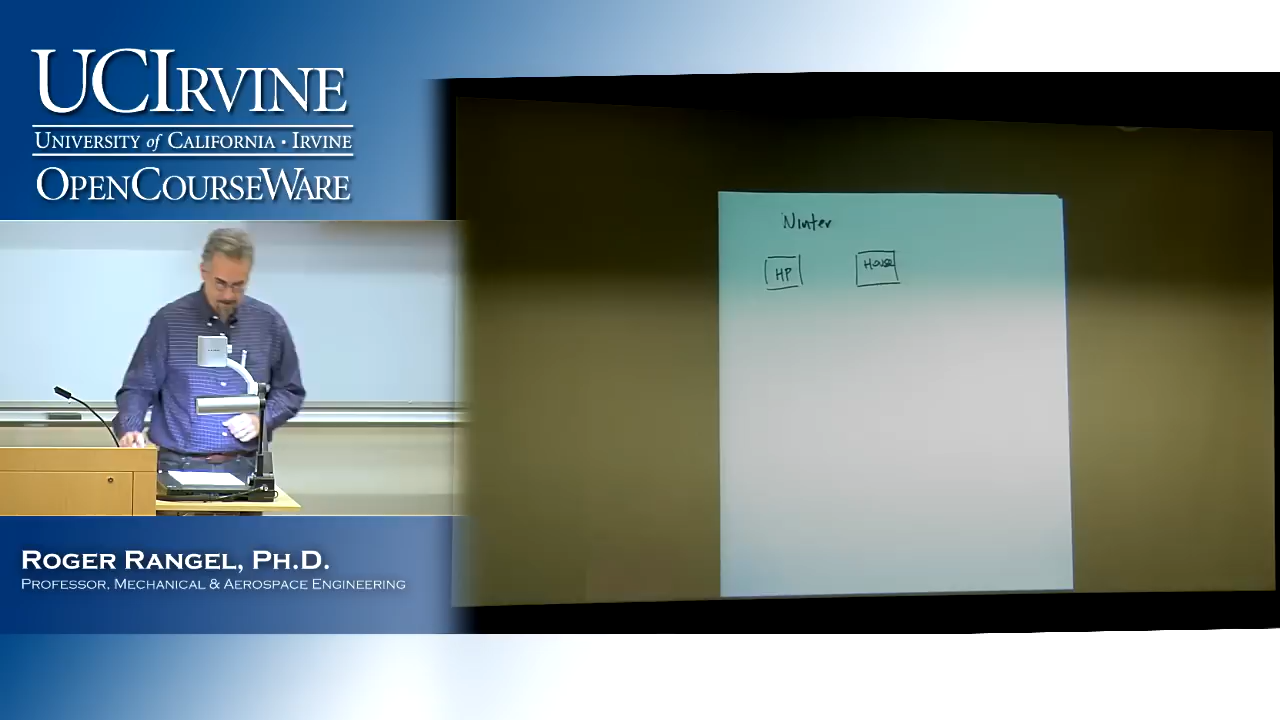 UCIRVINE
UNIVERSITY of CALIFORNIA · IRVINE
OPENCOURSEWARE
Winter
HP
House
ROGER RANGEL, PH.D.
PROFESSOR, MECHANICAL & AEROSPACE ENGINEERING